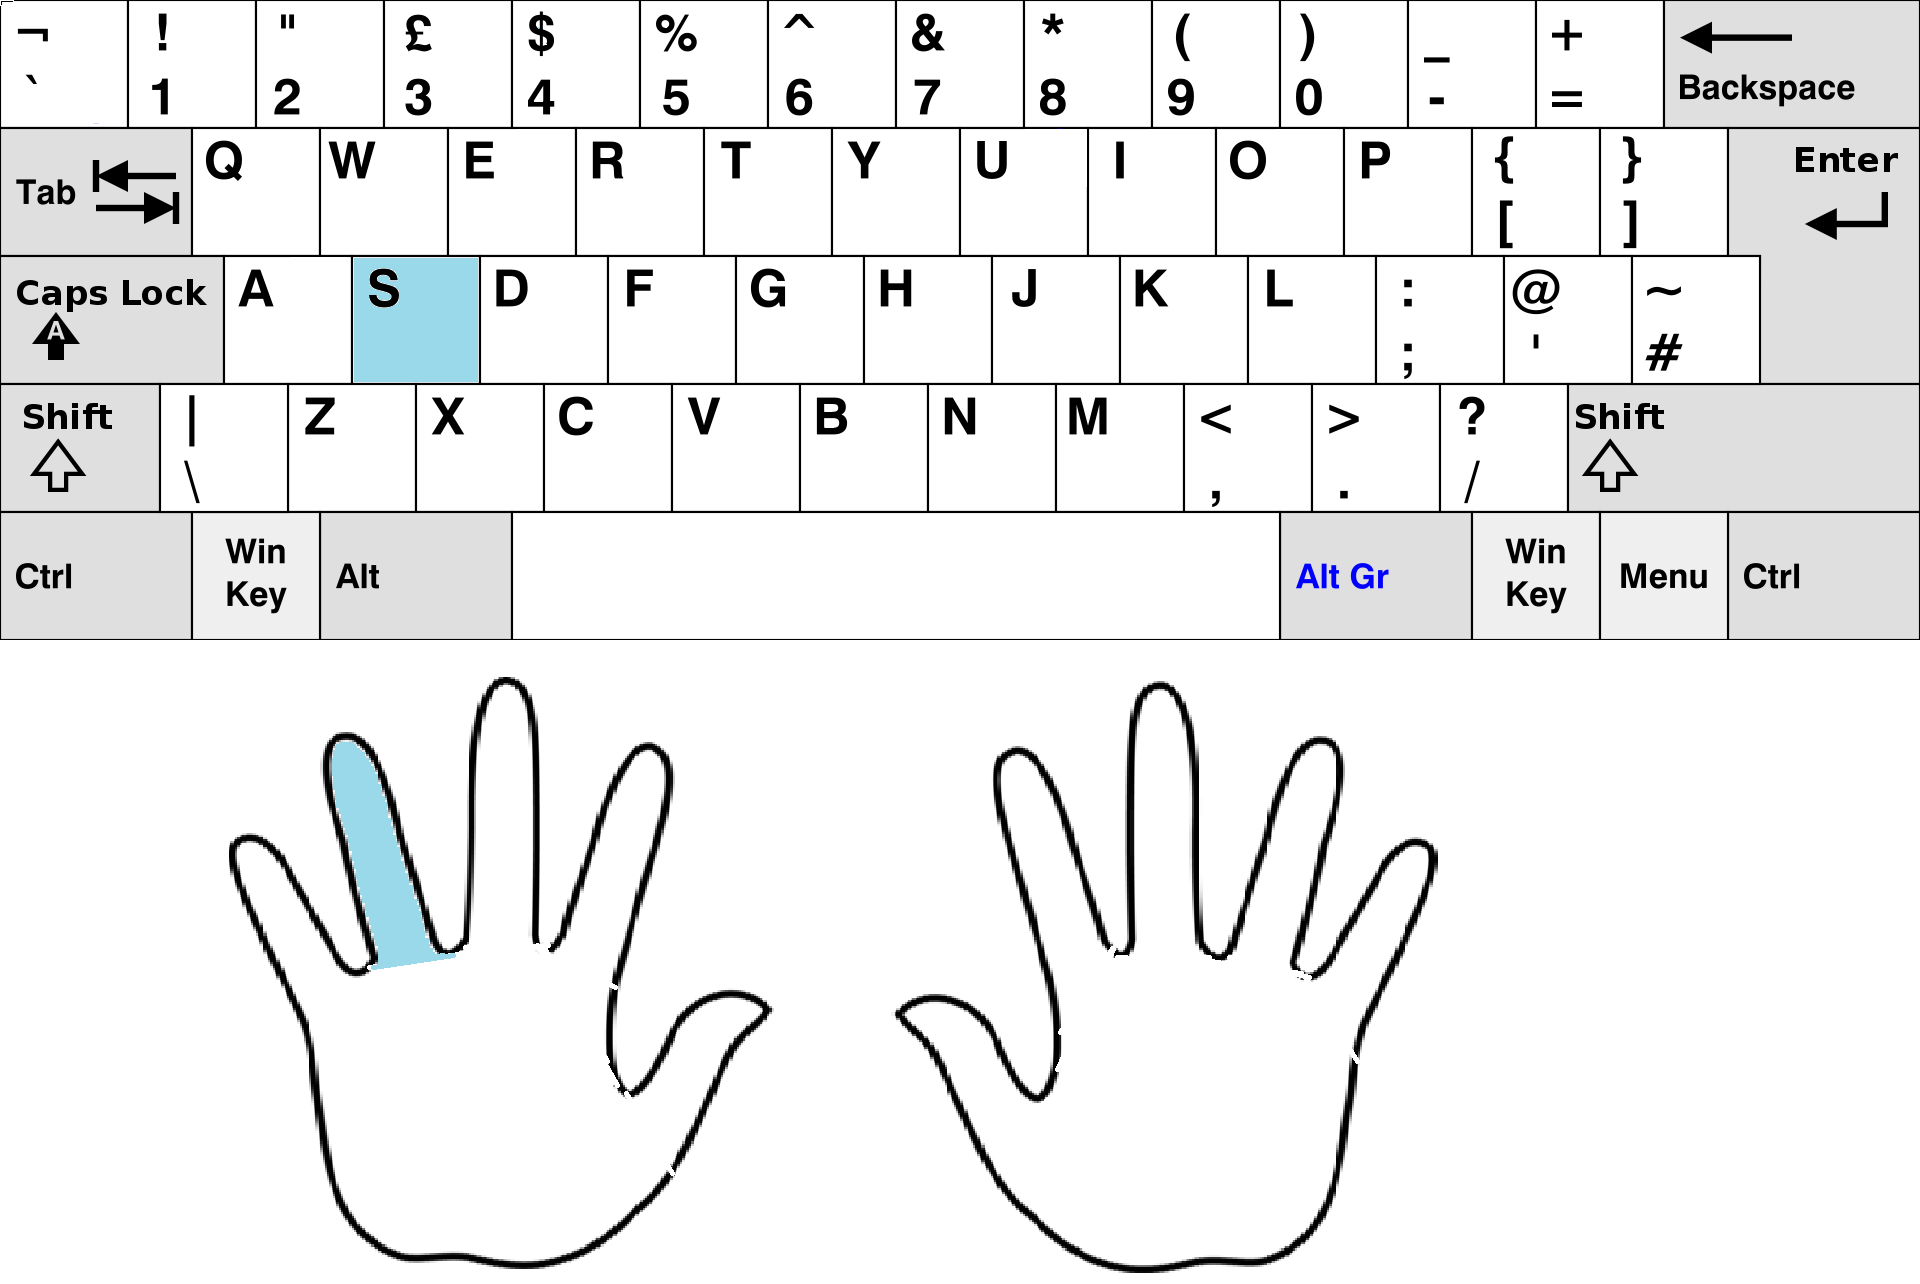 ¬ ! " £ $ % ^ & * ( ) _ +
` 1 2 3 4 5 6 7 8 9 0 - = Backspace
Tab Q W E R T Y U I O P { } Enter
[ ]
Caps Lock A S D F G H J K L : @ ~
A ; ' #
Shift | Z X C V B N M < > ? Shift
\ , . /
Ctrl Win Key Alt Alt Gr Win Key Menu Ctrl